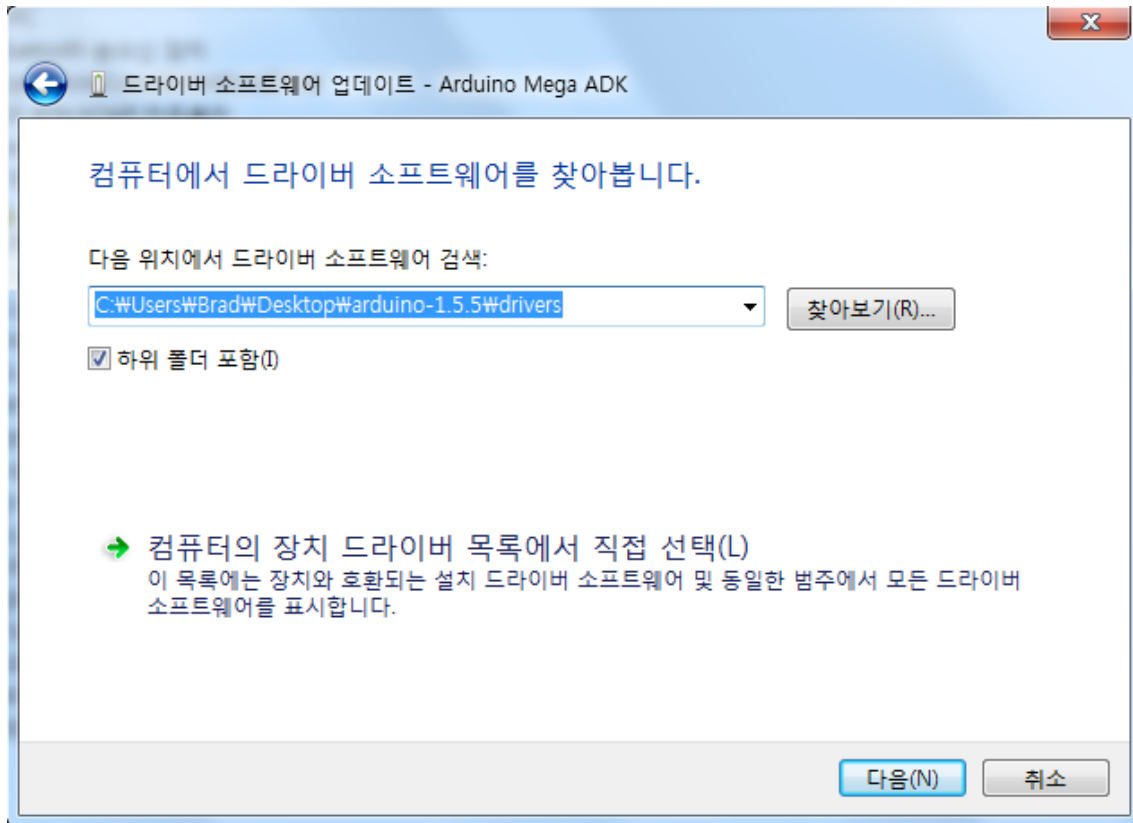 드라이버 소프트웨어 업데이트 - Arduino Mega ADK
컴퓨터에서 드라이버 소프트웨어를 찾아봅니다.
다음 위치에서 드라이버 소프트웨어 검색:
C:₩Users₩Brad₩Desktop₩arduino-1.5.5₩drivers
찾아보기(R)...
하위 폴더 포함(I)
컴퓨터의 장치 드라이버 목록에서 직접 선택(L)
이 목록에는 장치와 호환되는 설치 드라이버 소프트웨어 및 동일한 범주에서 모든 드라이버
소프트웨어를 표시합니다.
다음(N)
취소